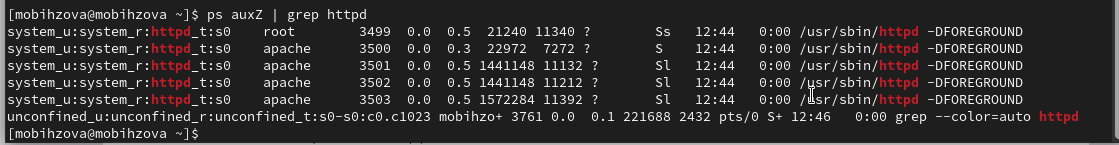 [mobihzova@mobihzova ~]$ ps auxZ | grep httpd
system_u:system_r:httpd_t:s0    root        3499  0.0  0.5  21240 11340 ?        Ss   12:44   0:00 /usr/sbin/httpd -DFOREGROUND
system_u:system_r:httpd_t:s0    apache      3500  0.0  0.3  22972  7272 ?        S    12:44   0:00 /usr/sbin/httpd -DFOREGROUND
system_u:system_r:httpd_t:s0    apache      3501  0.0  0.5 1441148 11132 ?       Sl   12:44   0:00 /usr/sbin/httpd -DFOREGROUND
system_u:system_r:httpd_t:s0    apache      3502  0.0  0.5 1441148 11212 ?       Sl   12:44   0:00 /usr/sbin/httpd -DFOREGROUND
system_u:system_r:httpd_t:s0    apache      3503  0.0  0.5 1572284 11392 ?       Sl   12:44   0:00 /usr/sbin/httpd -DFOREGROUND
unconfined_u:unconfined_r:unconfined_t:s0-s0:c0.c1023 mobihzo+ 3761 0.0  0.1 221688 2432 pts/0 S+ 12:46   0:00 grep --color=auto httpd
[mobihzova@mobihzova ~]$